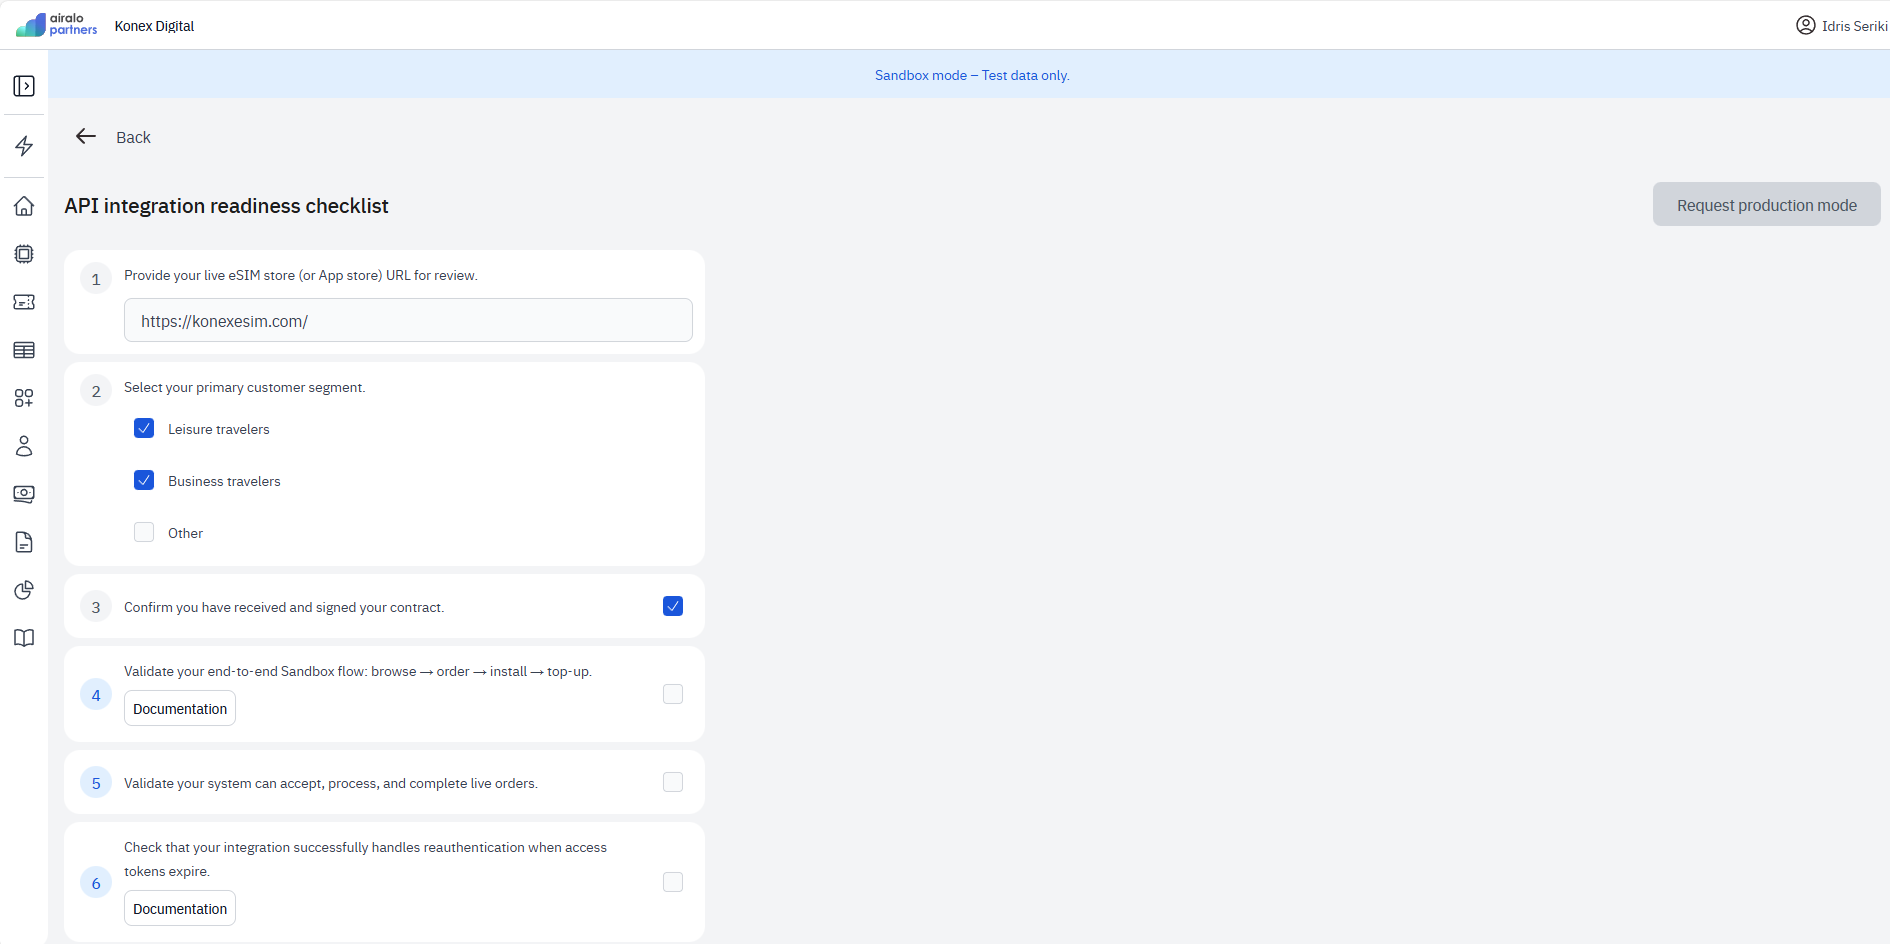 airalo
partners
Konex Digital
Idris Seriki
Sandbox mode – Test data only.
Back
API integration readiness checklist
Request production mode
1
Provide your live eSIM store (or App store) URL for review.
https://konexesim.com/
2
Select your primary customer segment.
Leisure travelers
Business travelers
Other
3
Confirm you have received and signed your contract.
4
Validate your end-to-end Sandbox flow: browse → order → install → top-up.
Documentation
5
Validate your system can accept, process, and complete live orders.
6
Check that your integration successfully handles reauthentication when access
tokens expire.
Documentation